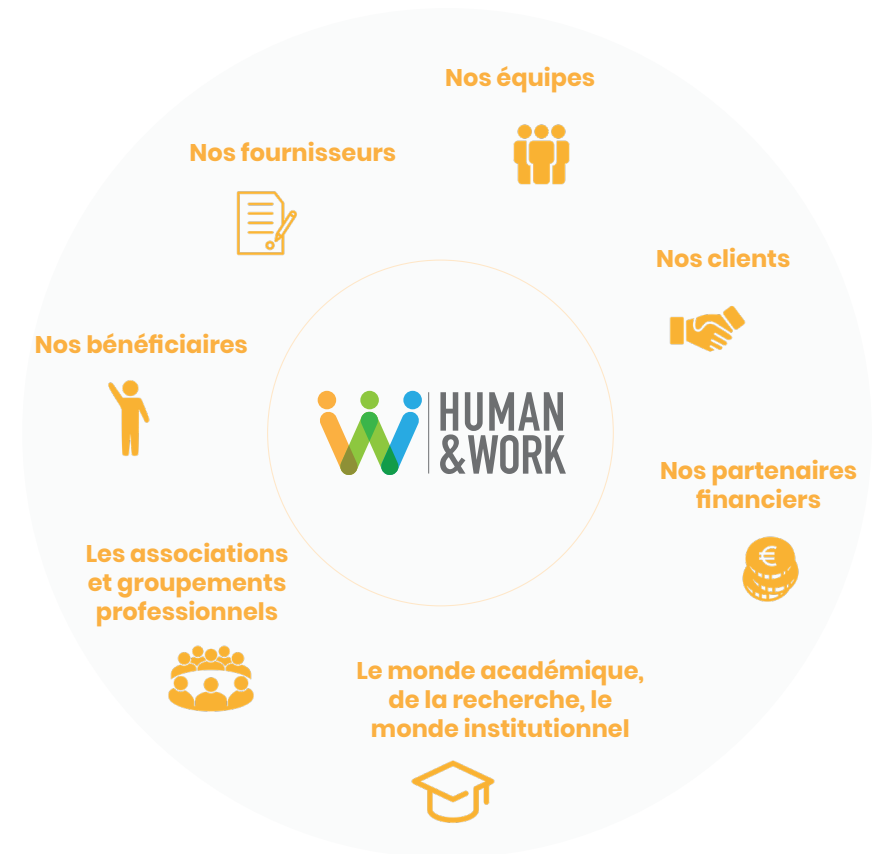 Nos équipes
Nos fournisseurs
Nos clients
Nos bénéficiaires
HUMAN
&WORK
Nos partenaires
financiers
Les associations
et groupements
professionnels
Le monde académique,
de la recherche, le
monde institutionnel